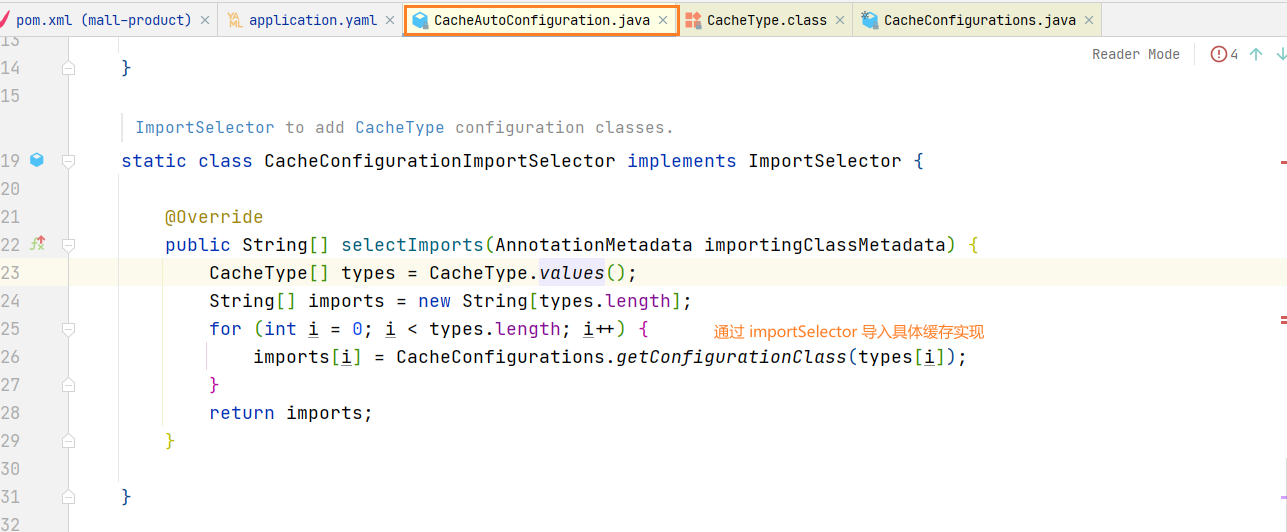 pom.xml (mall-product) application.yaml CacheAutoConfiguration.java CacheType.class CacheConfigurations.java
13
Reader Mode 4
14 }
15
ImportSelector to add CacheType configuration classes.
19 static class CacheConfigurationImportSelector implements ImportSelector {
20
21 @Override
22 public String[] selectImports(AnnotationMetadata importingClassMetadata) {
23 CacheType[] types = CacheType.values();
24 String[] imports = new String[types.length];
25 for (int i = 0; i < types.length; i++) { 通过 importSelector 导入具体缓存实现
26 imports[i] = CacheConfigurations.getConfigurationClass(types[i]);
27 }
28 return imports;
29 }
30
31 }
32